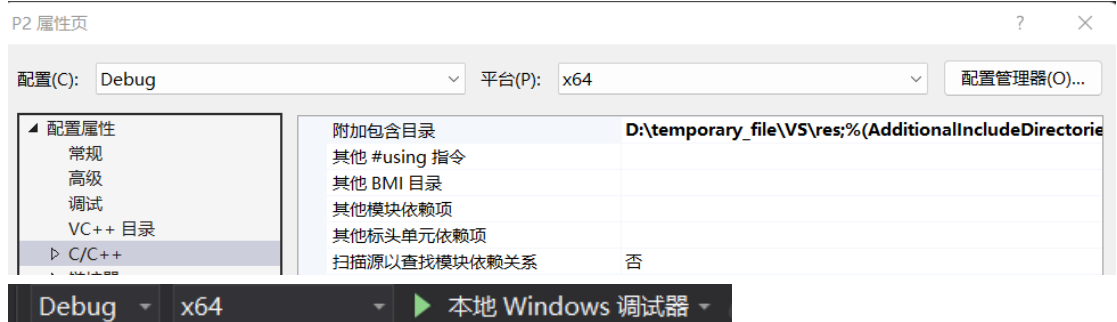 P2 属性页
配置(C): Debug 平台(P): x64 配置管理器(O)...
配置属性
常规
高级
调试
VC++ 目录
C/C++
附加包含目录 D:\temporary_file\VS\res;%(AdditionalIncludeDirectorie
其他 #using 指令
其他 BMI 目录
其他模块依赖项
其他标头单元依赖项
扫描源以查找模块依赖关系 否
Debug x64 本地 Windows 调试器